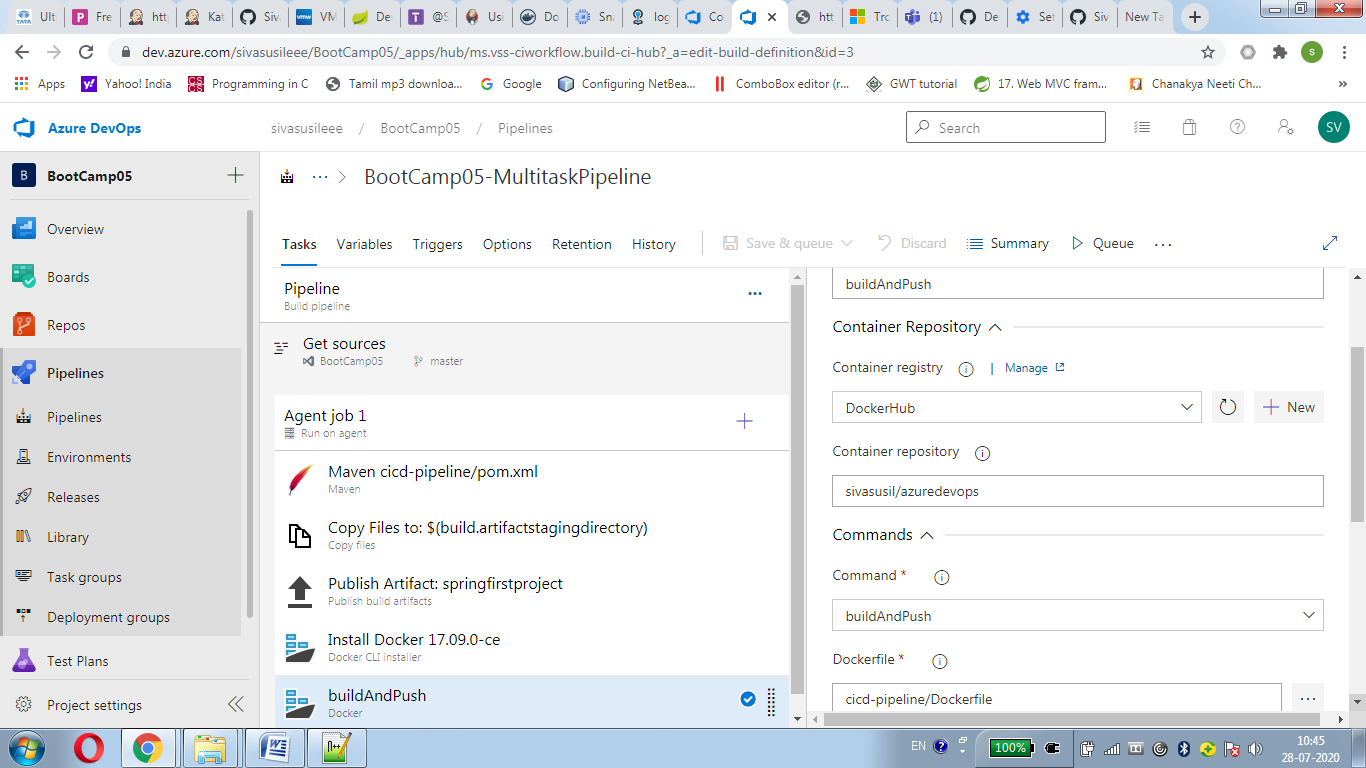 Ult
Fre
htt
Kat
Siv
VM
De
@S
Usi
Do
Sna
log
Co
htt
Tro
(1)
De
Set
Siv
New Ta
dev.azure.com/sivasusileee/BootCamp05/_apps/hub/ms.vss-ciworkflow.build-ci-hub?_a=edit-build-definition&id=3
s
Apps
Yahoo! India
Programming in C
Tamil mp3 downloa...
Google
Configuring NetBea...
ComboBox editor (r...
GWT tutorial
17. Web MVC fram...
Chanakya Neeti Ch...
»
Azure DevOps
sivasusileee / BootCamp05 / Pipelines
Search
SV
B BootCamp05
Overview
Boards
Repos
Pipelines
Pipelines
Environments
Releases
Library
Task groups
Deployment groups
Test Plans
Project settings
BootCamp05-MultitaskPipeline
Tasks
Variables
Triggers
Options
Retention
History
Save & queue
Discard
Summary
Queue
...
Pipeline
Build pipeline
Get sources
BootCamp05
master
Agent job 1
Run on agent
Maven cicd-pipeline/pom.xml
Maven
Copy Files to: $(build.artifactstagingdirectory)
Copy files
Publish Artifact: springfirstproject
Publish build artifacts
Install Docker 17.09.0-ce
Docker CLI installer
buildAndPush
Docker
buildAndPush
Container Repository
Container registry | Manage
DockerHub
New
Container repository
sivasusil/azuredevops
Commands
Command *
buildAndPush
Dockerfile *
cicd-pipeline/Dockerfile
...
EN
100%
10:45
28-07-2020